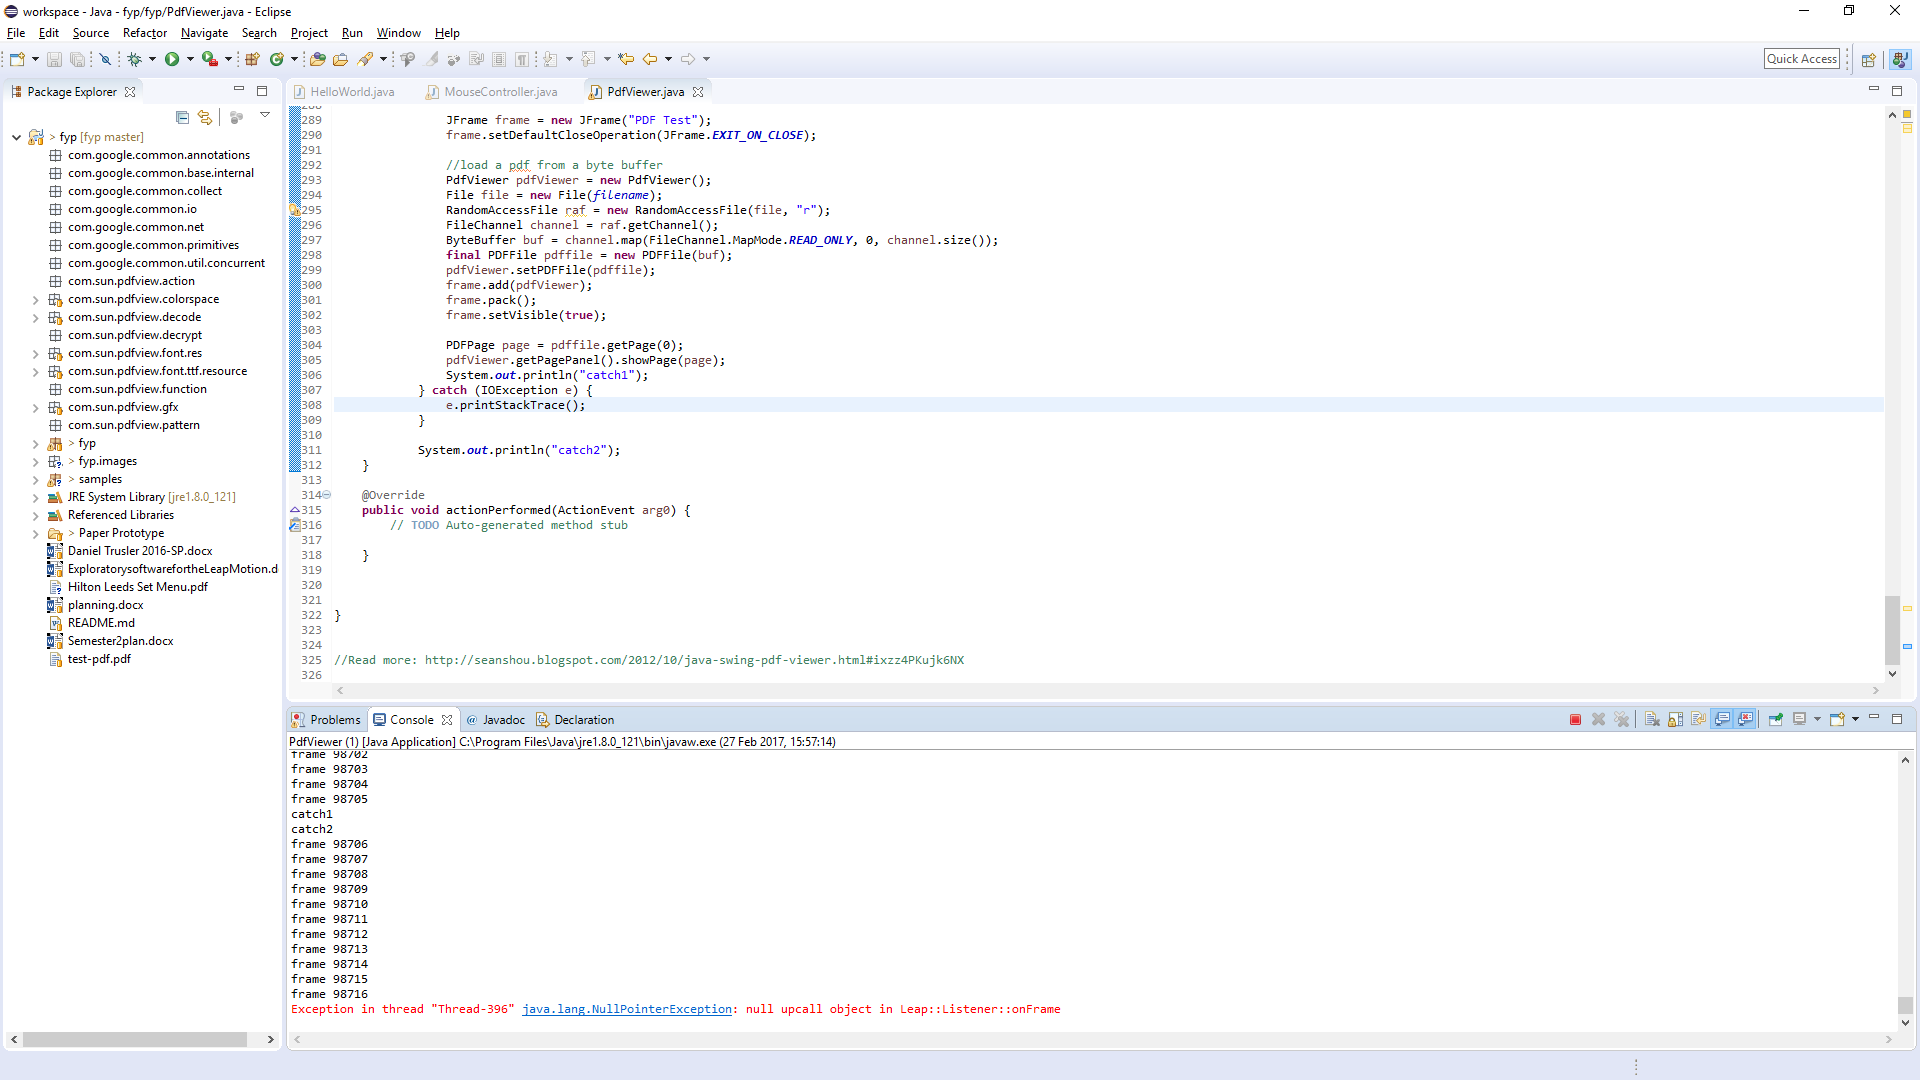 workspace - Java - fyp/fyp/PdfViewer.java - Eclipse
File Edit Source Refactor Navigate Search Project Run Window Help
Quick Access
Package Explorer
> fyp [fyp master]
com.google.common.annotations
com.google.common.base.internal
com.google.common.collect
com.google.common.io
com.google.common.net
com.google.common.primitives
com.google.common.util.concurrent
com.sun.pdfview.action
com.sun.pdfview.colorspace
com.sun.pdfview.decode
com.sun.pdfview.decrypt
com.sun.pdfview.font.res
com.sun.pdfview.font.ttf.resource
com.sun.pdfview.function
com.sun.pdfview.gfx
com.sun.pdfview.pattern
> fyp
> fyp.images
> samples
JRE System Library [jre1.8.0_121]
Referenced Libraries
> Paper Prototype
Daniel Trusler 2016-SP.docx
ExploratorysoftwarefortheLeapMotion.d
Hilton Leeds Set Menu.pdf
planning.docx
README.md
Semester2plan.docx
test-pdf.pdf
HelloWorld.java MouseController.java PdfViewer.java
288
289 JFrame frame = new JFrame("PDF Test");
290 frame.setDefaultCloseOperation(JFrame.EXIT_ON_CLOSE);
291
292 //load a pdf from a byte buffer
293 PdfViewer pdfViewer = new PdfViewer();
294 File file = new File(filename);
295 RandomAccessFile raf = new RandomAccessFile(file, "r");
296 FileChannel channel = raf.getChannel();
297 ByteBuffer buf = channel.map(FileChannel.MapMode.READ_ONLY, 0, channel.size());
298 final PDFFile pdffile = new PDFFile(buf);
299 pdfViewer.setPDFFile(pdffile);
300 frame.add(pdfViewer);
301 frame.pack();
302 frame.setVisible(true);
303
304 PDFPage page = pdffile.getPage(0);
305 pdfViewer.getPagePanel().showPage(page);
306 System.out.println("catch1");
307 } catch (IOException e) {
308 e.printStackTrace();
309 }
310
311 System.out.println("catch2");
312 }
313
314 @Override
315 public void actionPerformed(ActionEvent arg0) {
316 // TODO Auto-generated method stub
317
318 }
319
320
321
322 }
323
324
325 //Read more: http://seanshou.blogspot.com/2012/10/java-swing-pdf-viewer.html#ixzz4PKujk6NX
326
Problems Console @ Javadoc Declaration
PdfViewer (1) [Java Application] C:\Program Files\Java\jre1.8.0_121\bin\javaw.exe (27 Feb 2017, 15:57:14)
frame 98702
frame 98703
frame 98704
frame 98705
catch1
catch2
frame 98706
frame 98707
frame 98708
frame 98709
frame 98710
frame 98711
frame 98712
frame 98713
frame 98714
frame 98715
frame 98716
Exception in thread "Thread-396" java.lang.NullPointerException: null upcall object in Leap::Listener::onFrame